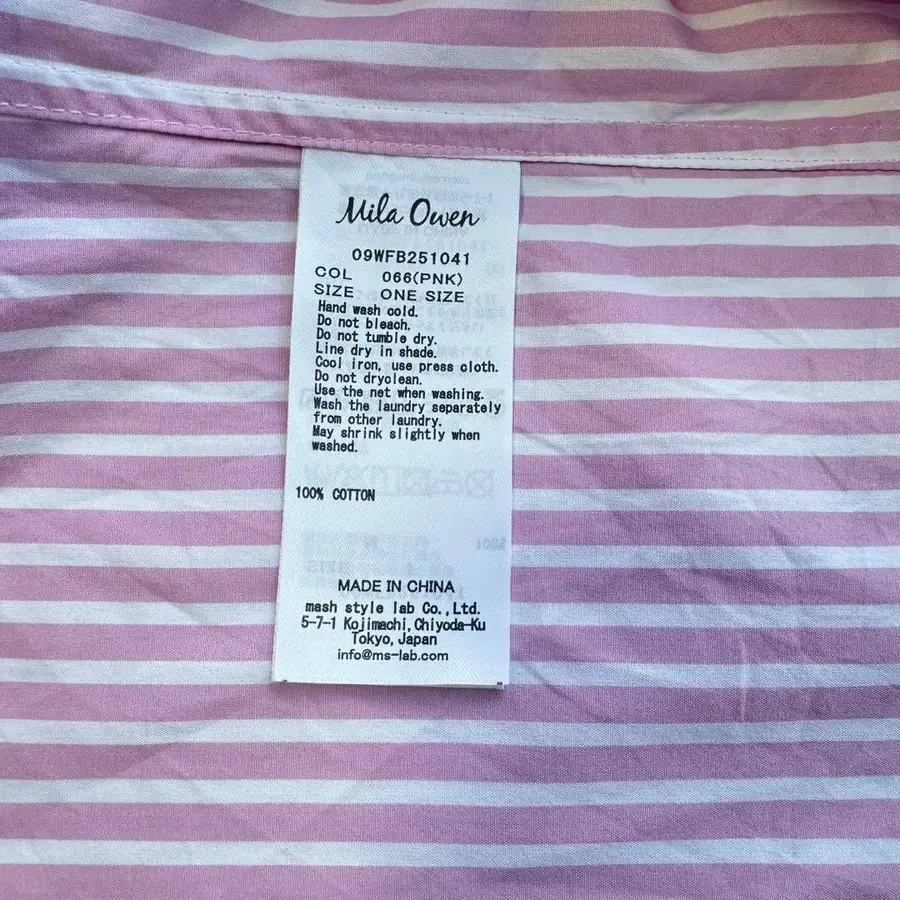 Mila Owen
09WFB251041
COL 066(PNK)
SIZE ONE SIZE
Hand wash cold.
Do not bleach.
Do not tumble dry.
Line dry in shade.
Cool iron, use press cloth.
Do not dryclean.
Use the net when washing.
Wash the laundry separately
from other laundry.
May shrink slightly when
washed.
100% COTTON
MADE IN CHINA
mash style lab Co.,Ltd.
5-7-1 Kojimachi,Chiyoda-Ku
Tokyo,Japan
info@ms-lab.com